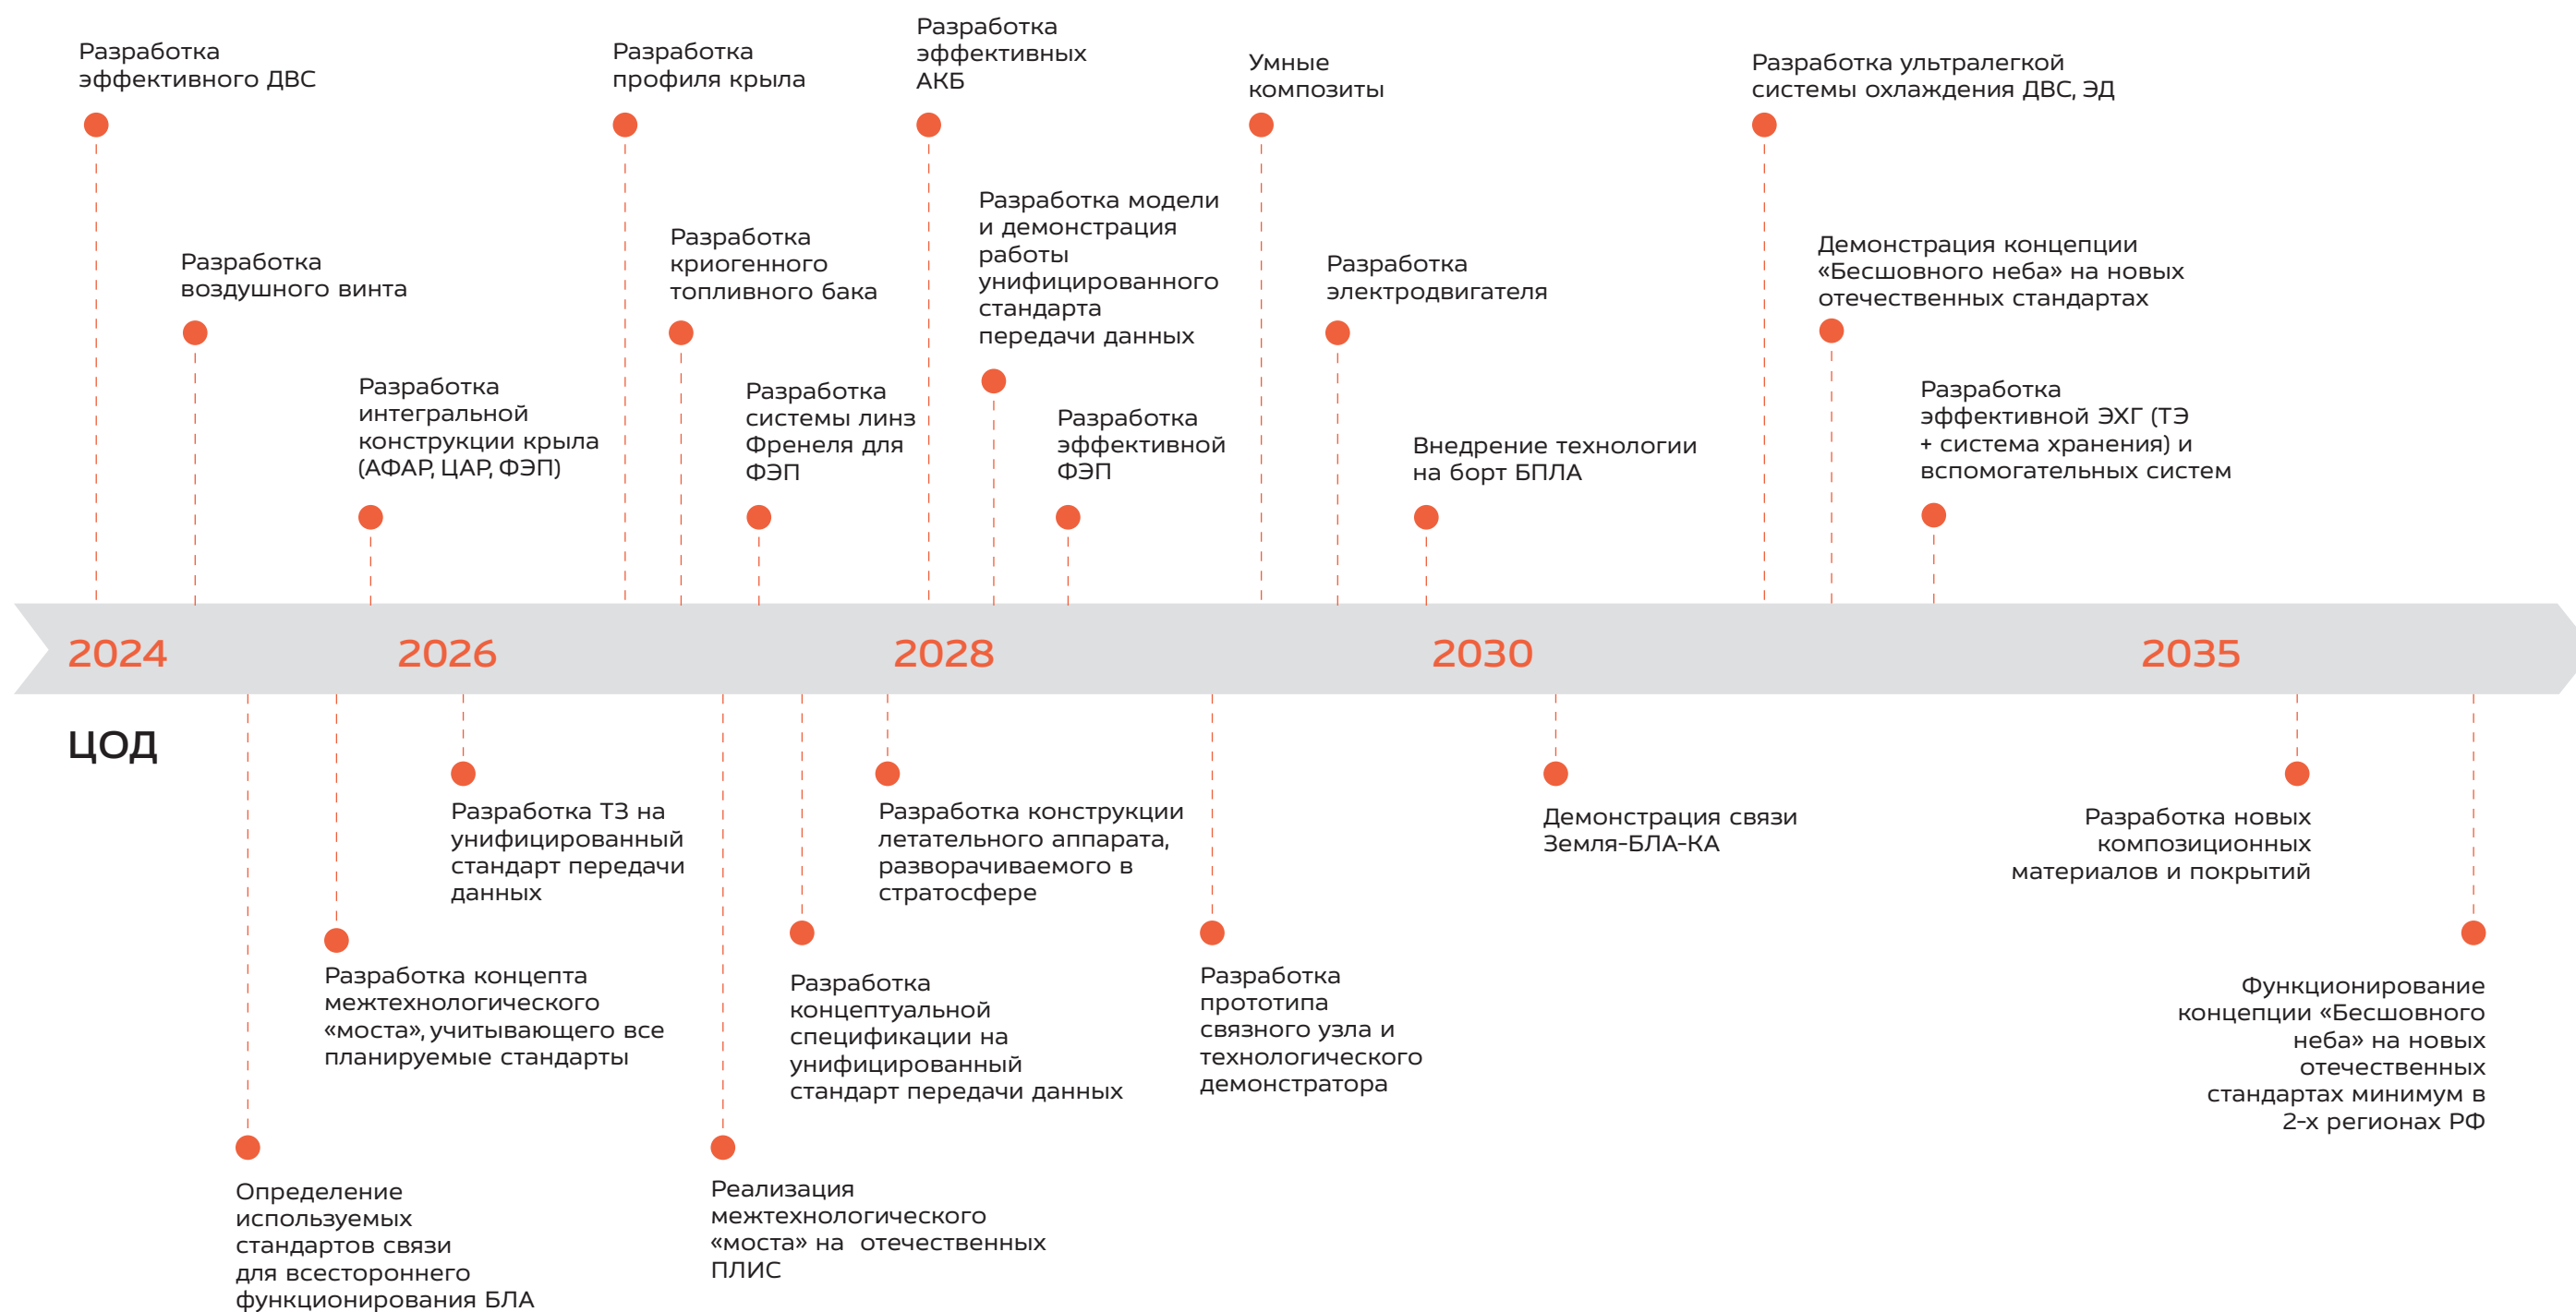 Разработка
эффективного ДВС
Разработка
воздушного винта
Разработка
интегральной
конструкции крыла
(АФАР, ЦАР, ФЭП)
Разработка
профиля крыла
Разработка
криогенного
топливного бака
Разработка
системы линз
Френеля для
ФЭП
Разработка
эффективных
АКБ
Разработка модели
и демонстрация
работы
унифицированного
стандарта
передачи данных
Разработка
эффективной
ФЭП
Умные
композиты
Разработка
электродвигателя
Внедрение технологии
на борт БПЛА
Разработка ультралегкой
системы охлаждения ДВС, ЭД
Демонстрация концепции
«Бесшовного неба» на новых
отечественных стандартах
Разработка
эффективной ЭХГ (ТЭ
+ система хранения) и
вспомогательных систем
2024
2026
2028
2030
2035
ЦОД
Определение
используемых
стандартов связи
для всестороннего
функционирования БЛА
Разработка концепта
межтехнологического
«моста», учитывающего все
планируемые стандарты
Разработка ТЗ на
унифицированный
стандарт передачи
данных
Реализация
межтехнологического
«моста» на отечественных
ПЛИС
Разработка
концептуальной
спецификации на
унифицированный
стандарт передачи данных
Разработка конструкции
летательного аппарата,
разворачиваемого в
стратосфере
Разработка
прототипа
связного узла и
технологического
демонстратора
Демонстрация связи
Земля-БЛА-КА
Разработка новых
композиционных
материалов и покрытий
Функционирование
концепции «Бесшовного
неба» на новых
отечественных
стандартах минимум в
2-х регионах РФ